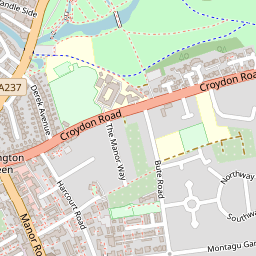 andle Side
A237
Derek Avenue
Croydon Road
Croydon Roa
The Manor Way
Bute Road
ngton
een
Harcourt Road
Manor Ro
Northway
Southwa
Montagu Gar